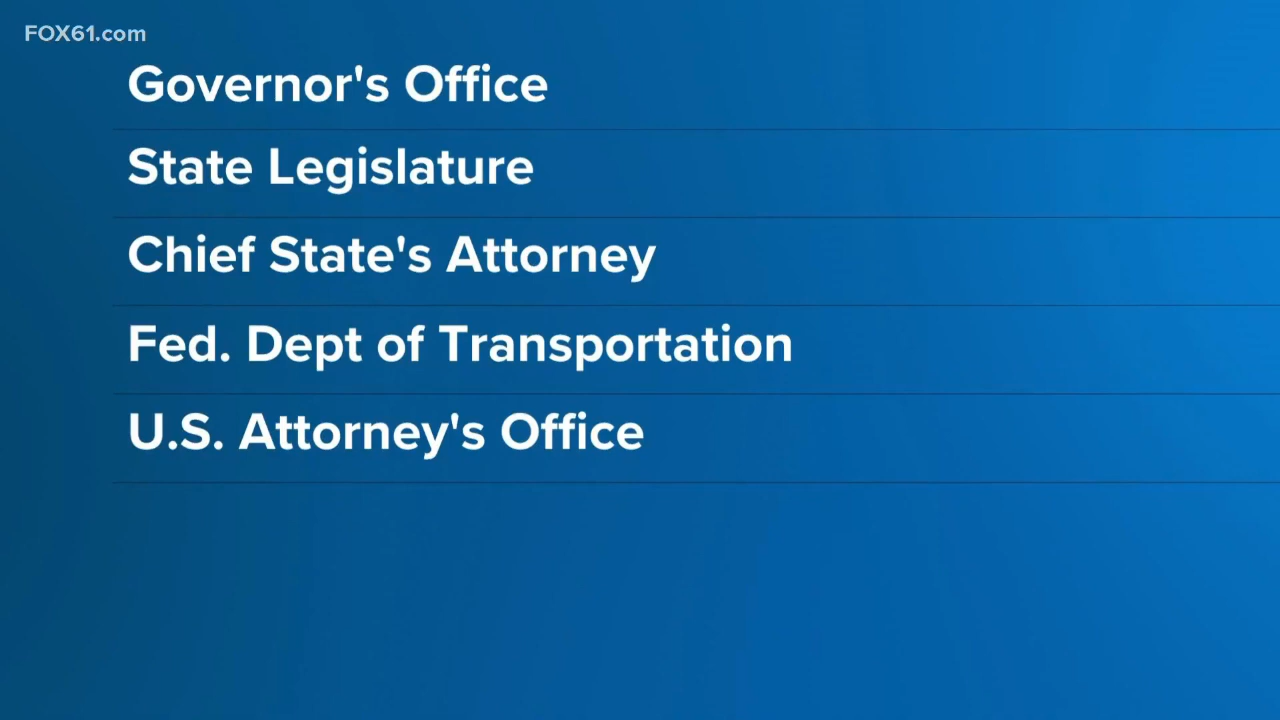 FOX61.com
Governor's Office
State Legislature
Chief State's Attorney
Fed. Dept of Transportation
U.S. Attorney's Office